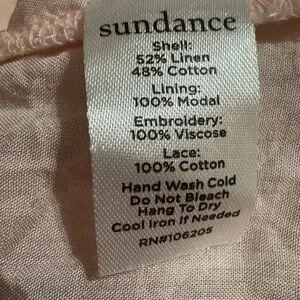 sundance
Shell:
52% Linen
48% Cotton
Lining:
100% Modal
Embroidery:
100% Viscose
Lace:
100% Cotton
Hand Wash Cold
Do Not Bleach
Hang To Dry
Cool Iron If Needed
RN#106205